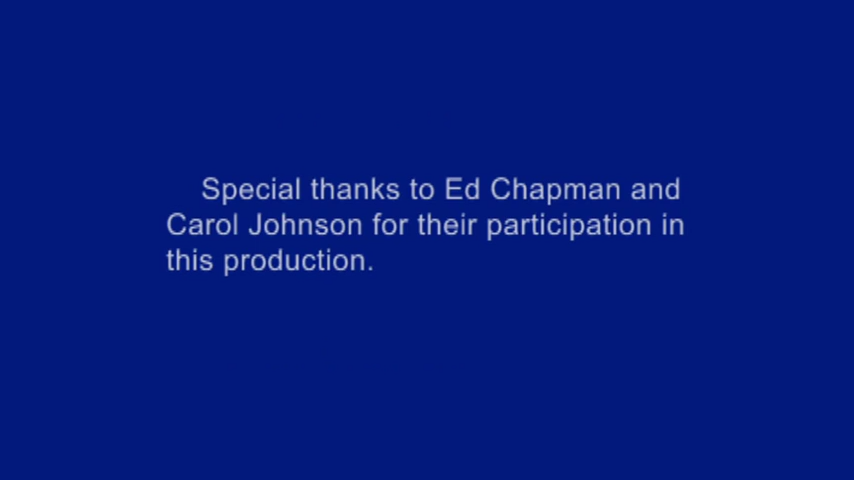 Special thanks to Ed Chapman and
Carol Johnson for their participation in
this production.